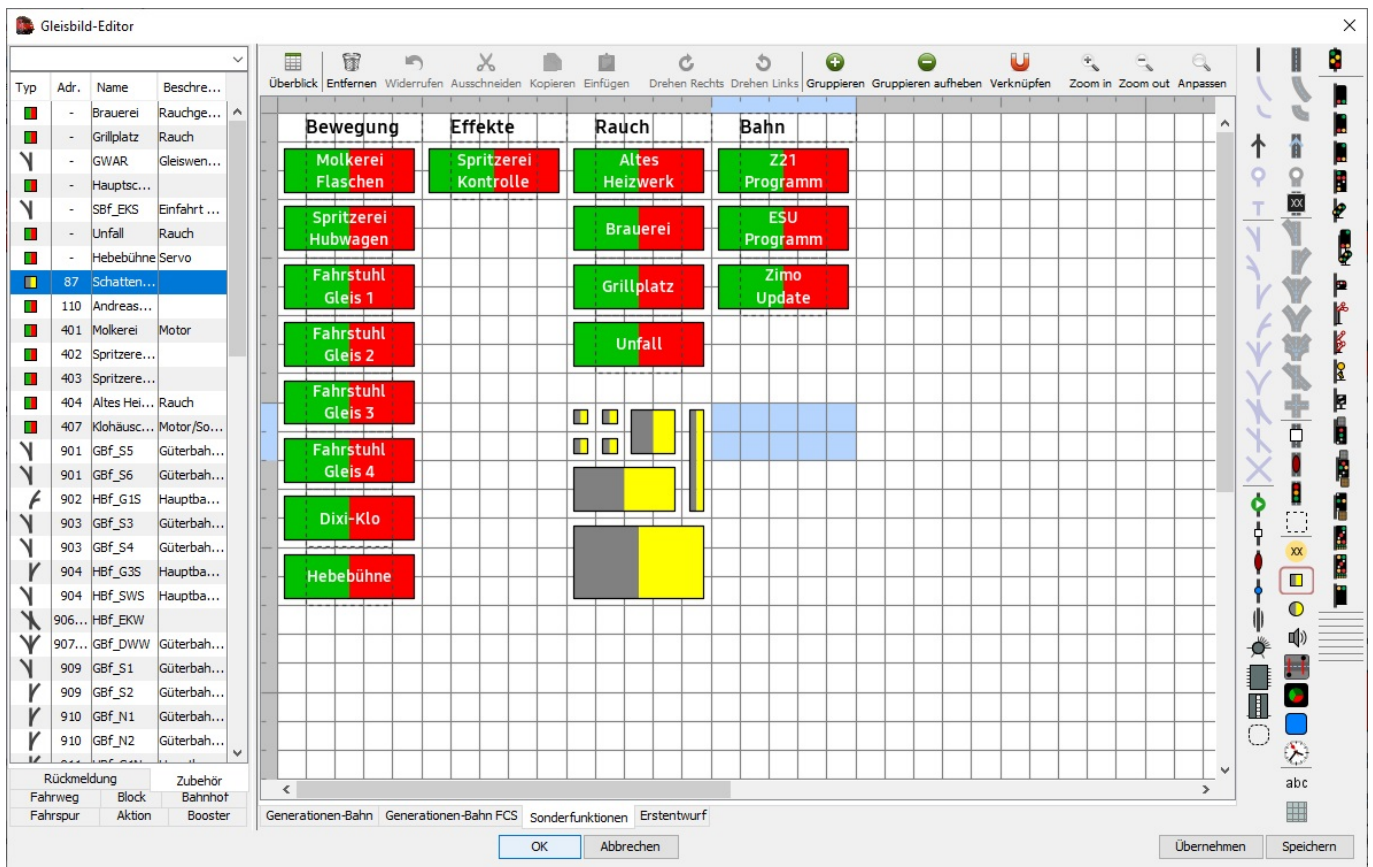 Gleisbild-Editor
Überblick Entfernen Widerrufen Ausschneiden Kopieren Einfügen Drehen Rechts Drehen Links Gruppieren Gruppieren aufheben Verknüpfen Zoom in Zoom out Anpassen
Typ Adr. Name Beschre...
- Brauerei Rauchge...
- Grillplatz Rauch
- GWAR Gleiswen...
- Hauptsc...
- SBf_EKS Einfahrt ...
- Unfall Rauch
- Hebebühne Servo
87 Schatten...
110 Andreas...
401 Molkerei Motor
402 Spritzere...
403 Spritzere...
404 Altes Hei... Rauch
407 Klohäusc... Motor/So...
901 GBf_S5 Güterbah...
901 GBf_S6 Güterbah...
902 HBf_G1S Hauptba...
903 GBf_S3 Güterbah...
903 GBf_S4 Güterbah...
904 HBf_G3S Hauptba...
904 HBf_SWS Hauptba...
906... HBf_EKW
907... GBf_DWW Güterbah...
909 GBf_S1 Güterbah...
909 GBf_S2 Güterbah...
910 GBf_N1 Güterbah...
910 GBf_N2 Güterbah...
Rückmeldung Zubehör
Fahrweg Block Bahnhof
Fahrspur Aktion Booster
Bewegung Effekte Rauch Bahn
Molkerei
Flaschen
Spritzerei
Kontrolle
Altes
Heizwerk
Z21
Programm
Spritzerei
Hubwagen
Brauerei
ESU
Programm
Fahrstuhl
Gleis 1
Grillplatz
Zimo
Update
Fahrstuhl
Gleis 2
Unfall
Fahrstuhl
Gleis 3
Fahrstuhl
Gleis 4
Dixi-Klo
Hebebühne
XX
XX
abc
Generationen-Bahn Generationen-Bahn FCS Sonderfunktionen Erstentwurf
OK Abbrechen Übernehmen Speichern